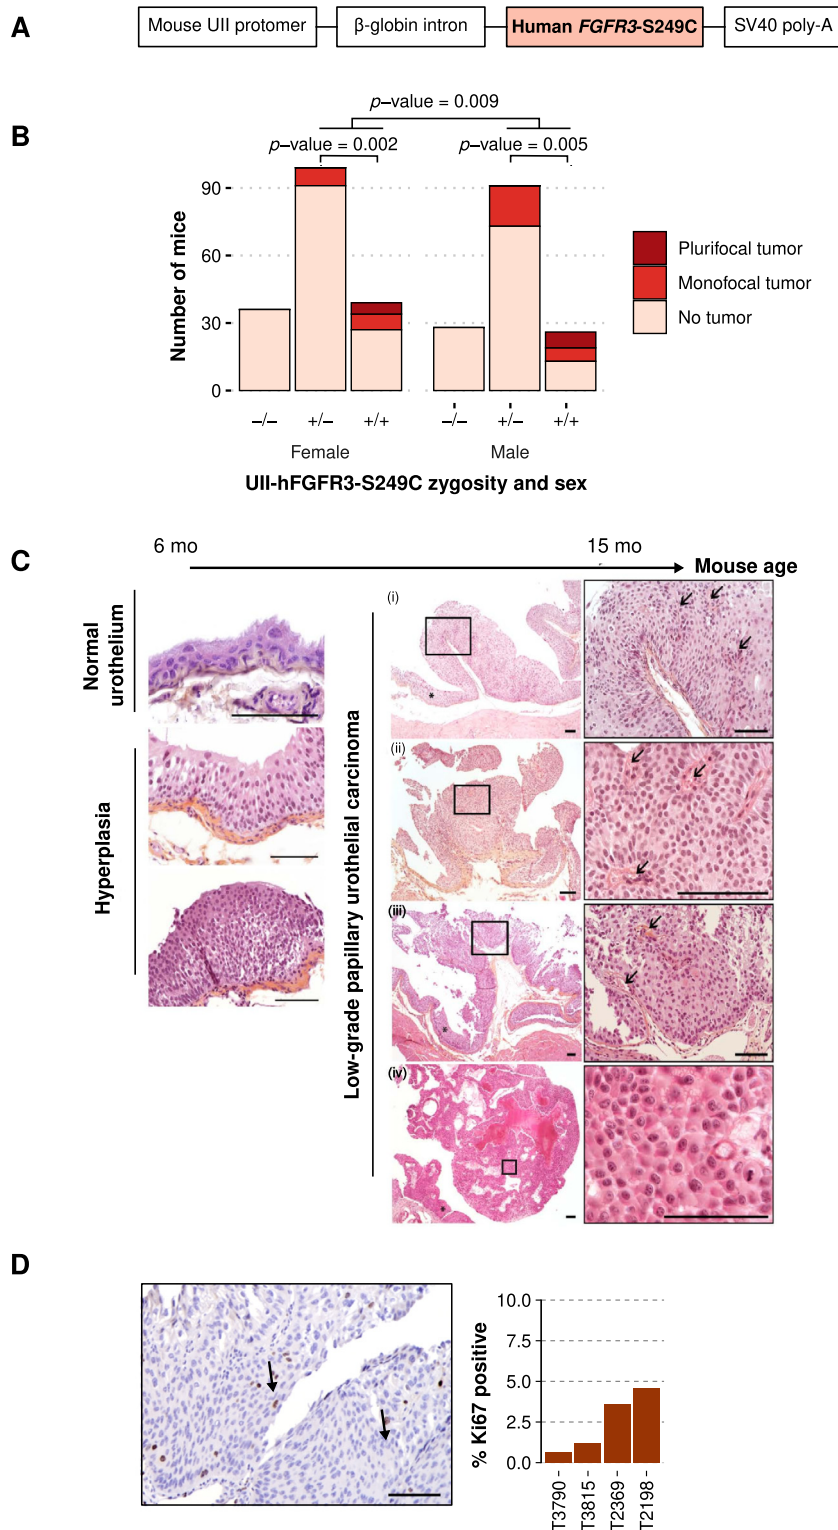 A
Mouse UII protomer
β-globin intron
Human FGFR3-S249C
SV40 poly-A
B
p–value = 0.009
p–value = 0.002
p–value = 0.005
Number of mice
90
60
30
0
–/–
+/–
+/+
–/–
+/–
+/+
Female
Male
UII-hFGFR3-S249C zygosity and sex
Plurifocal tumor
Monofocal tumor
No tumor
C
6 mo
15 mo
Mouse age
Normal
urothelium
Hyperplasia
Low-grade papillary urothelial carcinoma
(i)
*
(ii)
(iii)
*
(iv)
*
D
% Ki67 positive
10.0
7.5
5.0
2.5
0.0
T3790
T3815
T2369
T2198